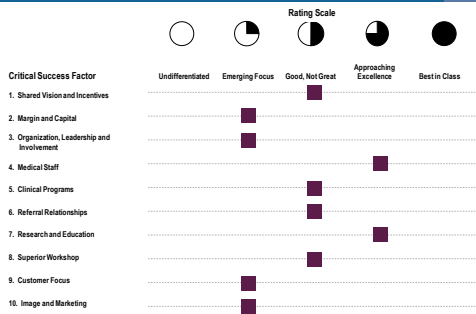 Rating Scale
Critical Success Factor
Undifferentiated
Emerging Focus
Good, Not Great
Approaching
Excellence
Best in Class
1. Shared Vision and Incentives
2. Margin and Capital
3. Organization, Leadership and
Involvement
4. Medical Staff
5. Clinical Programs
6. Referral Relationships
7. Research and Education
8. Superior Workshop
9. Customer Focus
10. Image and Marketing